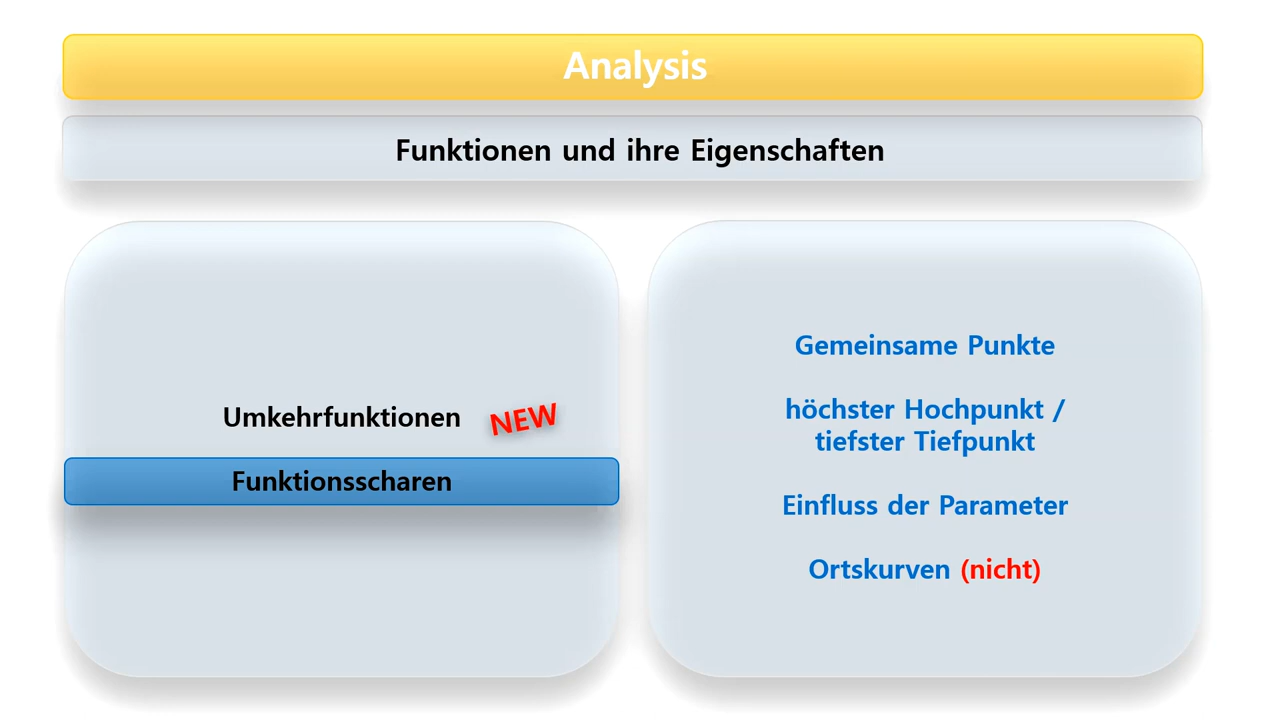 Analysis
Funktionen und ihre Eigenschaften
Umkehrfunktionen NEW
Funktionsscharen
Gemeinsame Punkte
höchster Hochpunkt /
tiefster Tiefpunkt
Einfluss der Parameter
Ortskurven (nicht)